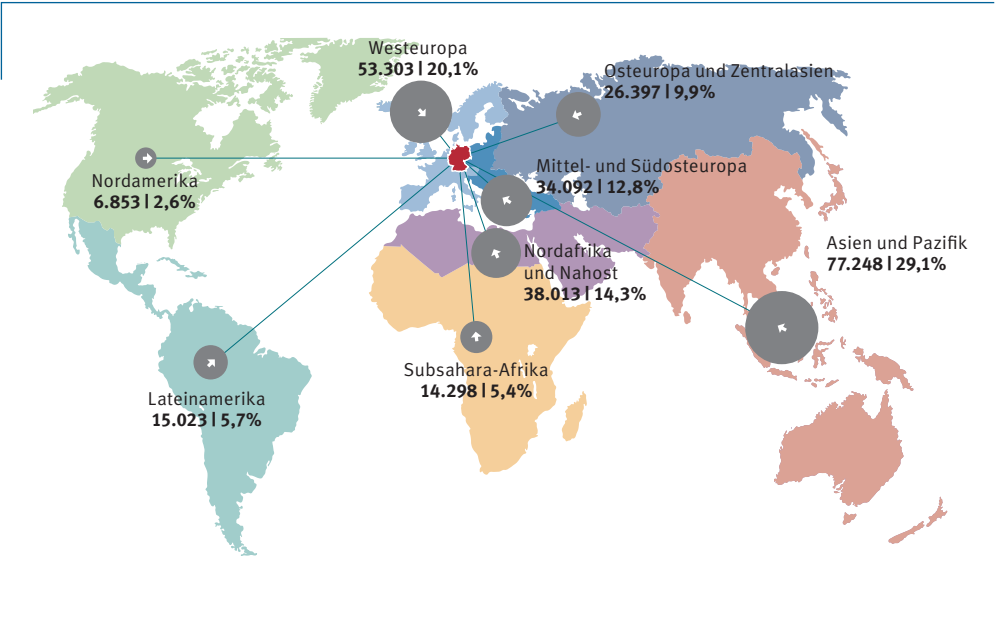 Westeuropa
53.303 | 20,1%
Osteuropa und Zentralasien
26.397 | 9,9%
Nordamerika
6.853 | 2,6%
Mittel- und Südosteuropa
34.092 | 12,8%
Nordafrika
und Nahost
38.013 | 14,3%
Asien und Pazifik
77.248 | 29,1%
Subsahara-Afrika
14.298 | 5,4%
Lateinamerika
15.023 | 5,7%